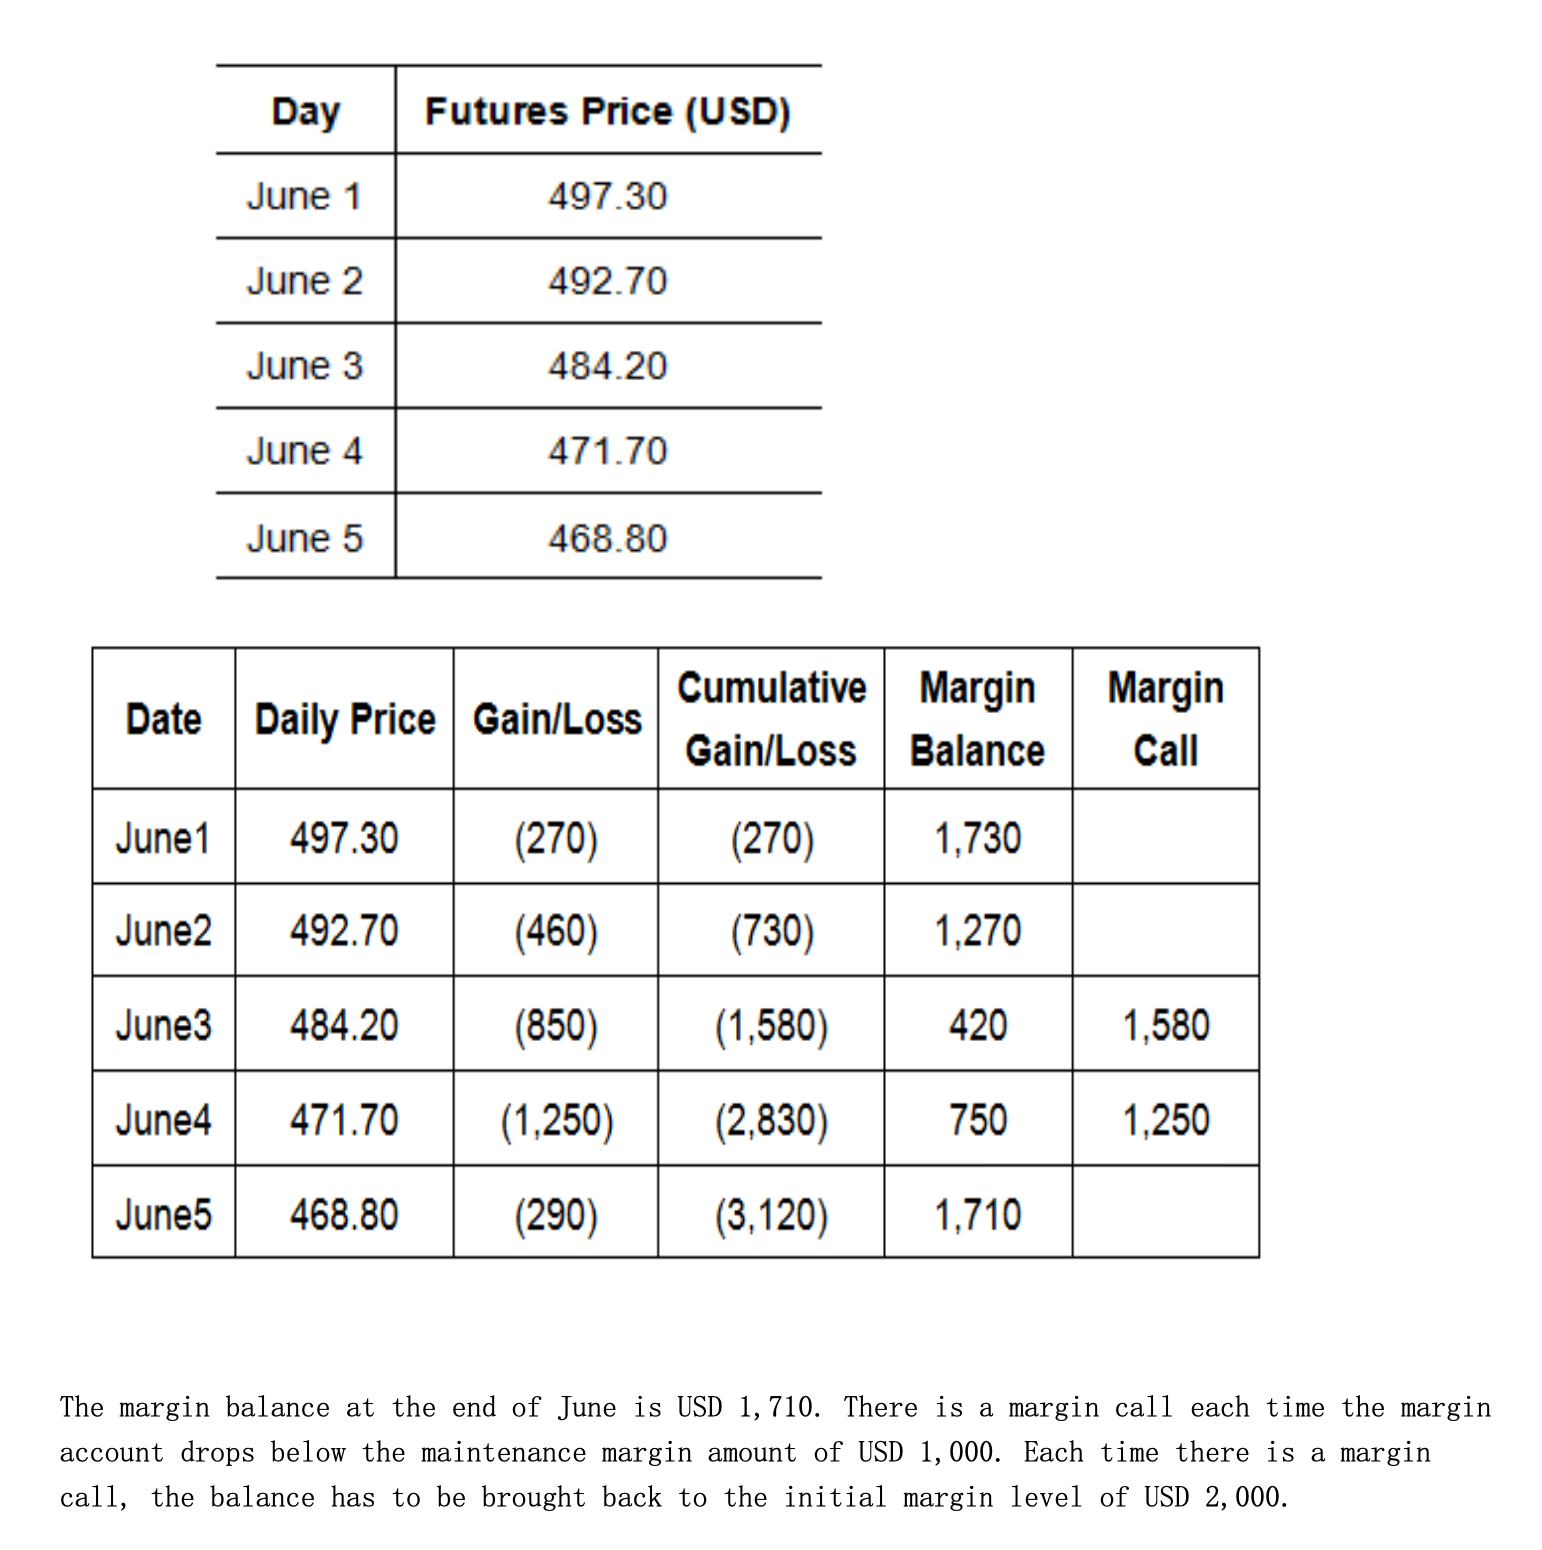 Day Futures Price (USD)
June 1 497.30
June 2 492.70
June 3 484.20
June 4 471.70
June 5 468.80
Date Daily Price Gain/Loss Cumulative Gain/Loss Margin Balance Margin Call
June1 497.30 (270) (270) 1,730
June2 492.70 (460) (730) 1,270
June3 484.20 (850) (1,580) 420 1,580
June4 471.70 (1,250) (2,830) 750 1,250
June5 468.80 (290) (3,120) 1,710
The margin balance at the end of June is USD 1,710. There is a margin call each time the margin
account drops below the maintenance margin amount of USD 1,000. Each time there is a margin
call, the balance has to be brought back to the initial margin level of USD 2,000.